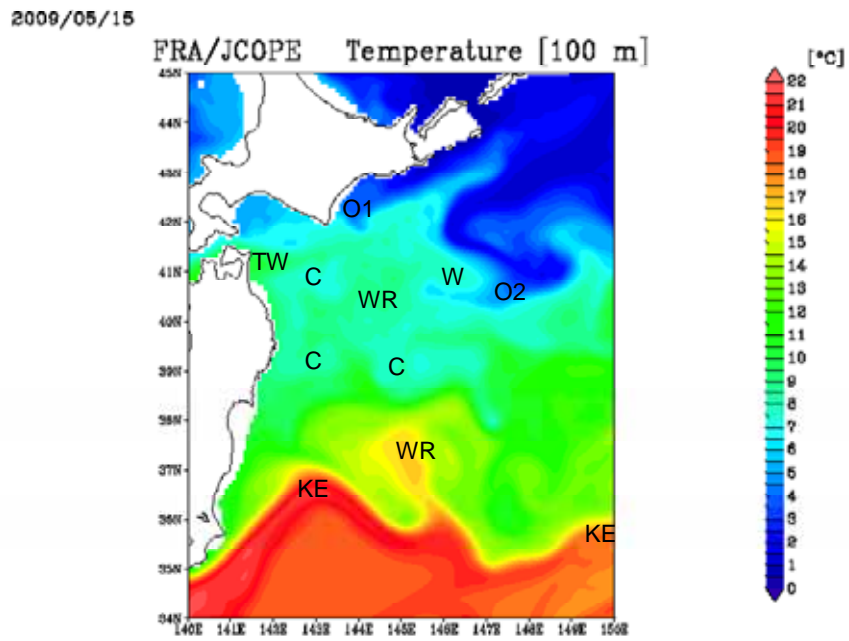 2009/05/15
FRA/JCOPE Temperature [100 m]
[°C]
45N
44N
43N
42N
41N
40N
39N
38N
37N
36N
35N
34N
140E 141E 142E 143E 144E 145E 146E 147E 148E 149E 150E
O1
TW
C
W
WR
O2
C
C
WR
KE
KE
22
21
20
19
18
17
16
15
14
13
12
11
10
9
8
7
6
5
4
3
2
1
0